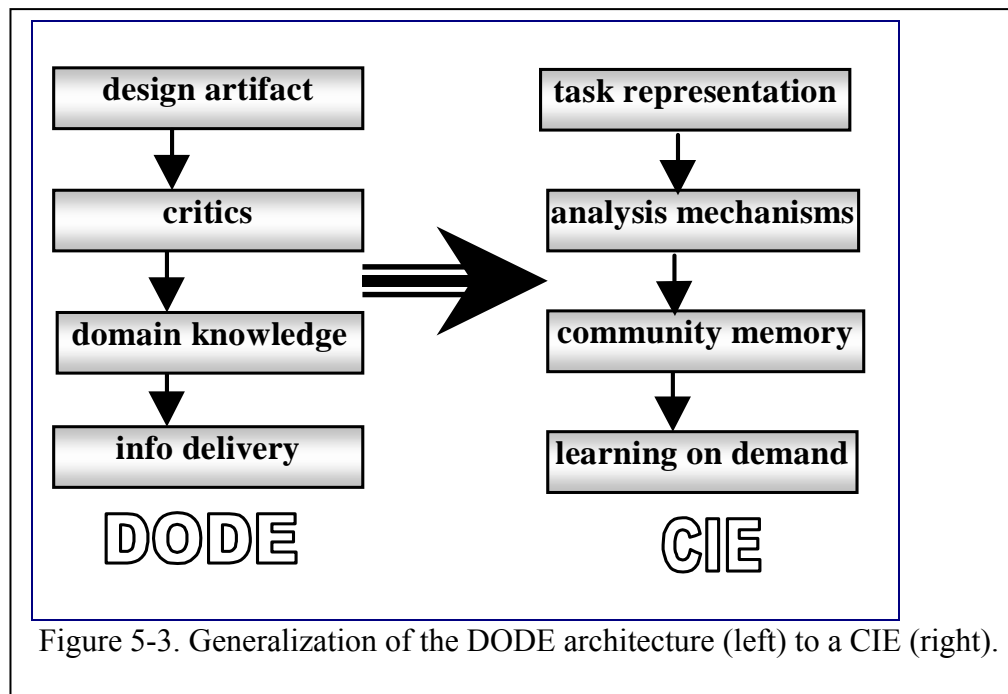 design artifact
critics
domain knowledge
info delivery
DODE
task representation
analysis mechanisms
community memory
learning on demand
CIE
Figure 5-3. Generalization of the DODE architecture (left) to a CIE (right).